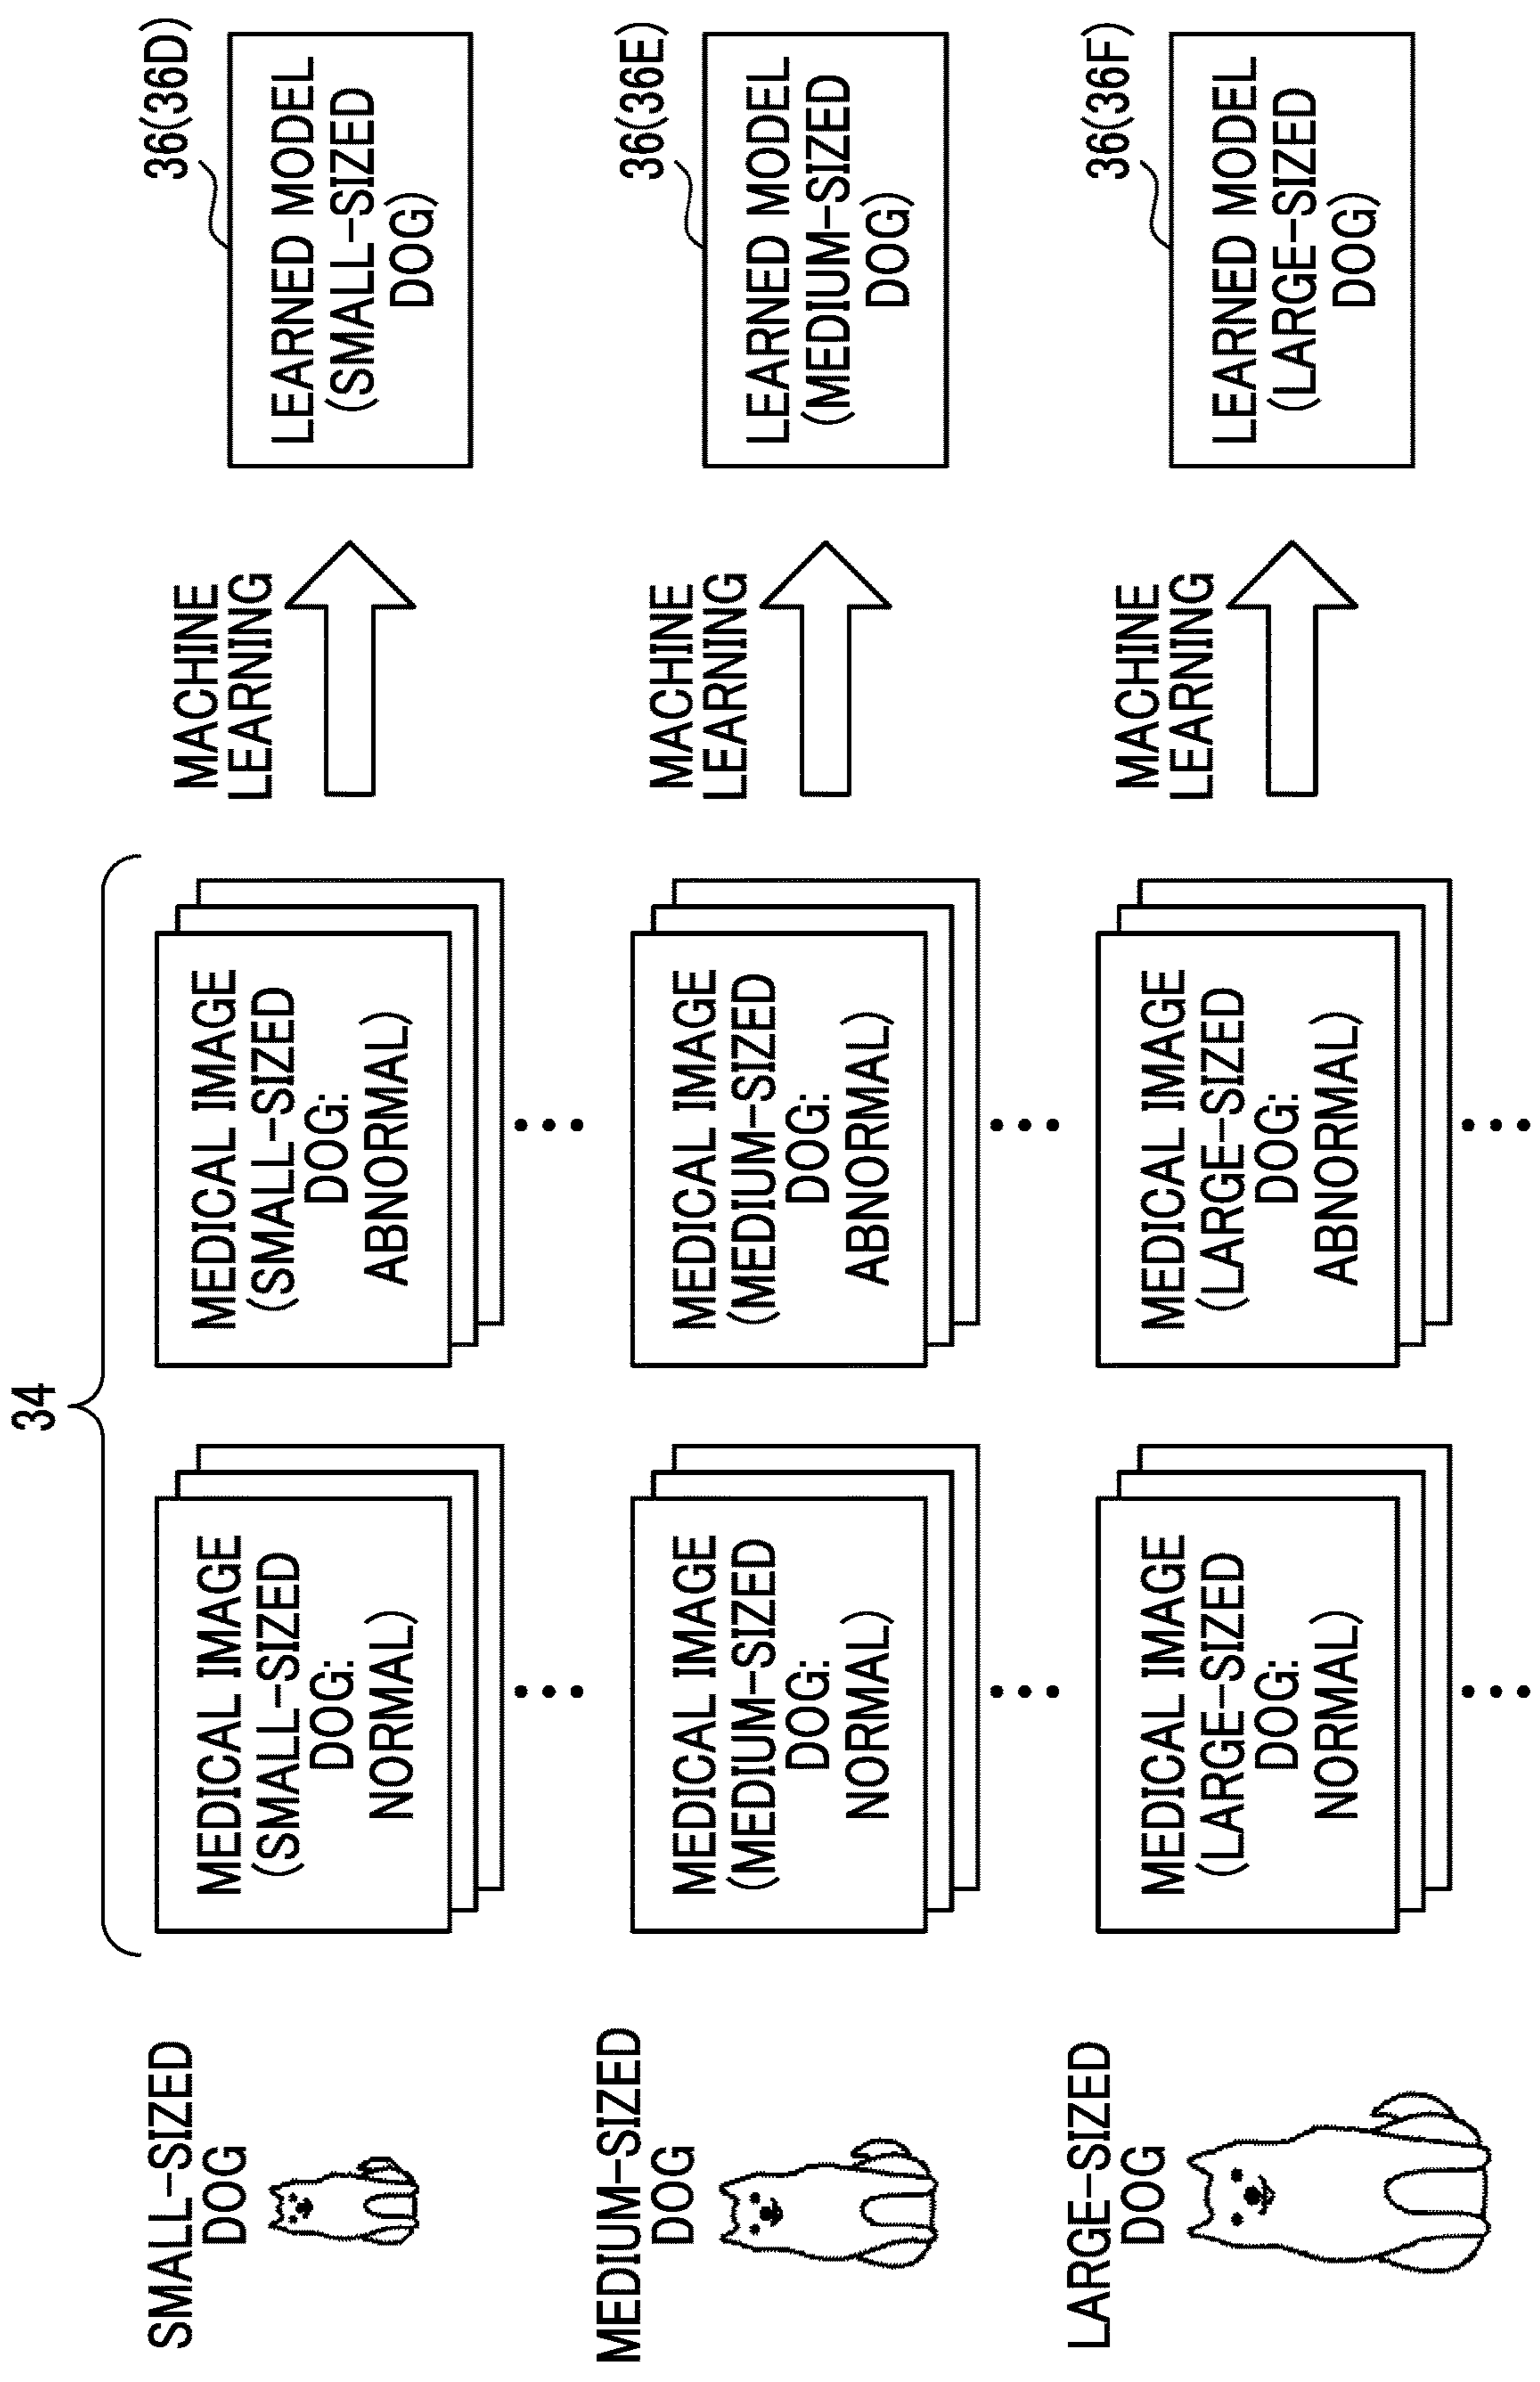 34
SMALL-SIZED
DOG
MEDICAL IMAGE
(SMALL-SIZED
DOG:
NORMAL)
MEDICAL IMAGE
(SMALL-SIZED
DOG:
ABNORMAL)
MACHINE
LEARNING
36(36D)
LEARNED MODEL
(SMALL-SIZED
DOG)
MEDIUM-SIZED
DOG
MEDICAL IMAGE
(MEDIUM-SIZED
DOG:
NORMAL)
MEDICAL IMAGE
(MEDIUM-SIZED
DOG:
ABNORMAL)
MACHINE
LEARNING
36(36E)
LEARNED MODEL
(MEDIUM-SIZED
DOG)
LARGE-SIZED
DOG
MEDICAL IMAGE
(LARGE-SIZED
DOG:
NORMAL)
MEDICAL IMAGE
(LARGE-SIZED
DOG:
ABNORMAL)
MACHINE
LEARNING
36(36F)
LEARNED MODEL
(LARGE-SIZED
DOG)